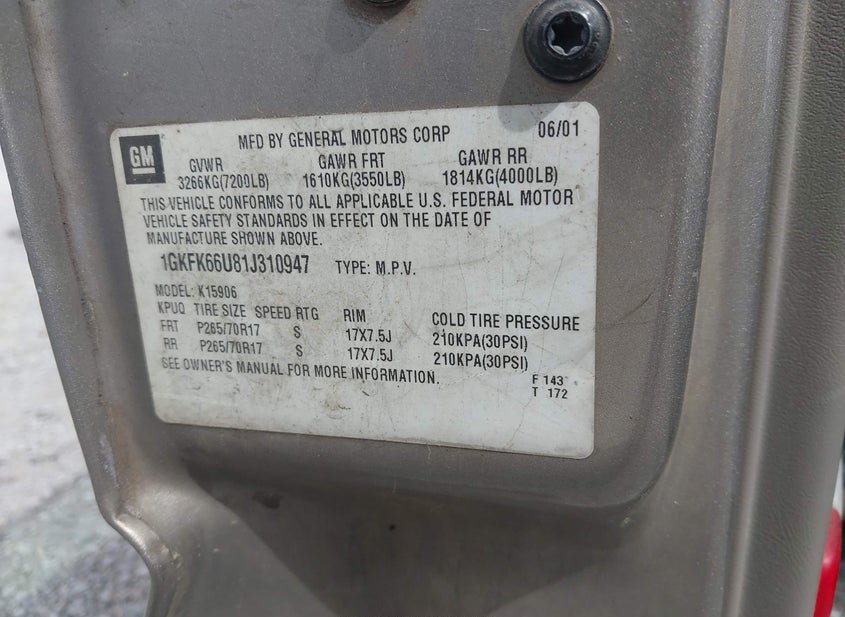 MFD BY GENERAL MOTORS CORP 06/01
GM
GVWR GAWR FRT GAWR RR
3266KG(7200LB) 1610KG(3550LB) 1814KG(4000LB)
THIS VEHICLE CONFORMS TO ALL APPLICABLE U.S. FEDERAL MOTOR
VEHICLE SAFETY STANDARDS IN EFFECT ON THE DATE OF
MANUFACTURE SHOWN ABOVE.
1GKFK66U81J310947 TYPE: M.P.V.
MODEL: K15906
KPUQ TIRE SIZE SPEED RTG RIM COLD TIRE PRESSURE
FRT P265/70R17 S 17X7.5J 210KPA(30PSI)
RR P265/70R17 S 17X7.5J 210KPA(30PSI)
SEE OWNER'S MANUAL FOR MORE INFORMATION.
F 143
T 172